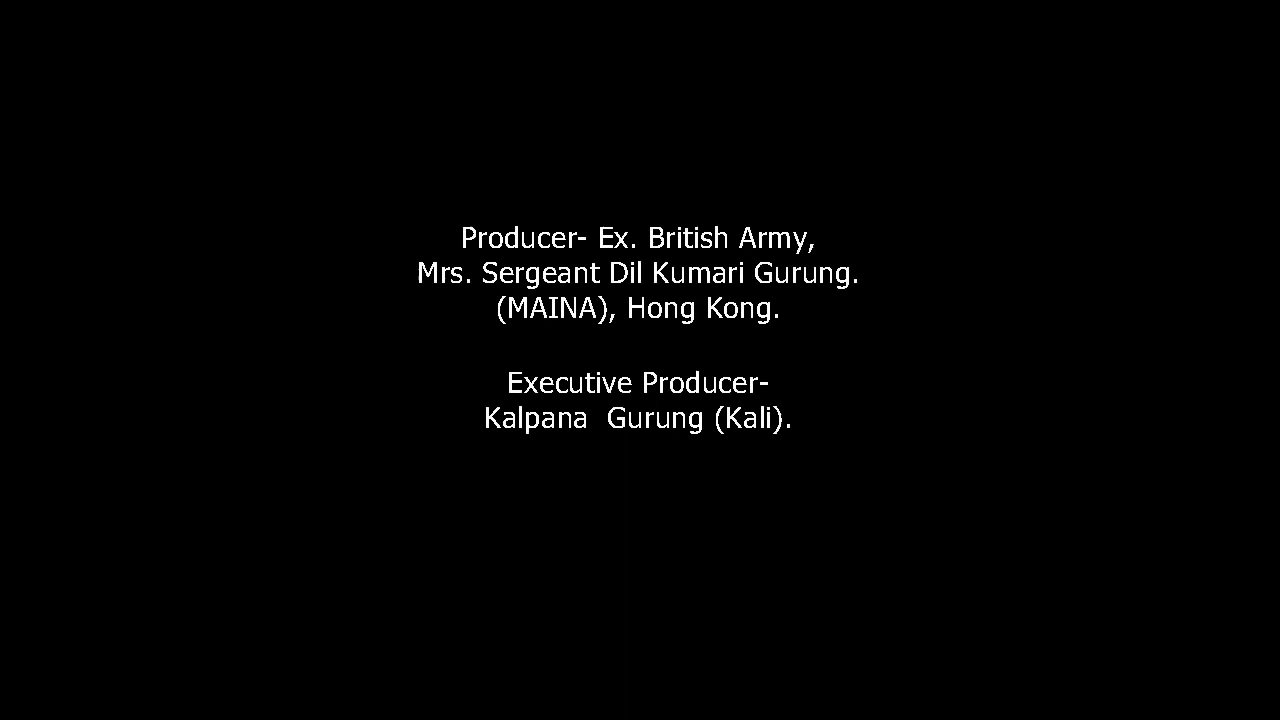 Producer- Ex. British Army,
Mrs. Sergeant Dil Kumari Gurung.
(MAINA), Hong Kong.
Executive Producer-
Kalpana  Gurung (Kali).